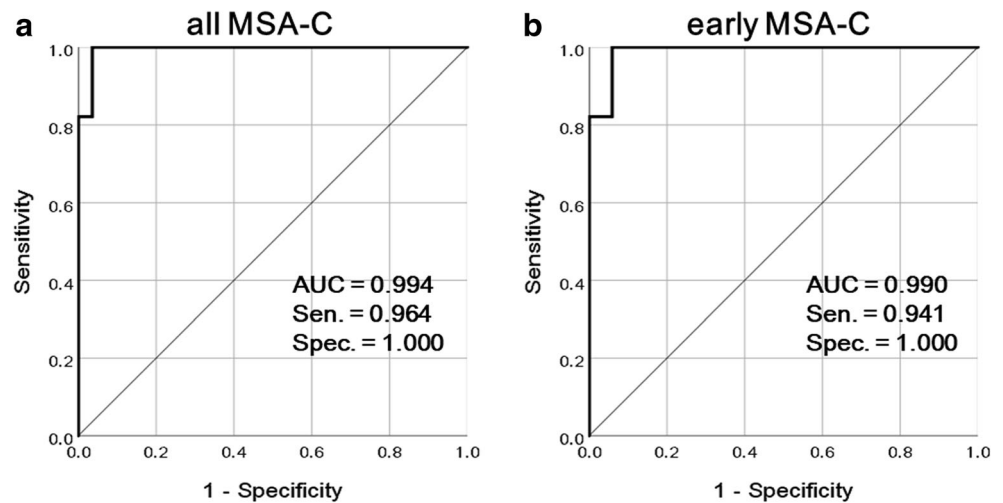 a
all MSA-C
1.0
0.8
0.6
0.4
0.2
0.0
Sensitivity
AUC = 0.994
Sen. = 0.964
Spec. = 1.000
0.0 0.2 0.4 0.6 0.8 1.0
1 - Specificity
b
early MSA-C
1.0
0.8
0.6
0.4
0.2
0.0
Sensitivity
AUC = 0.990
Sen. = 0.941
Spec. = 1.000
0.0 0.2 0.4 0.6 0.8 1.0
1 - Specificity